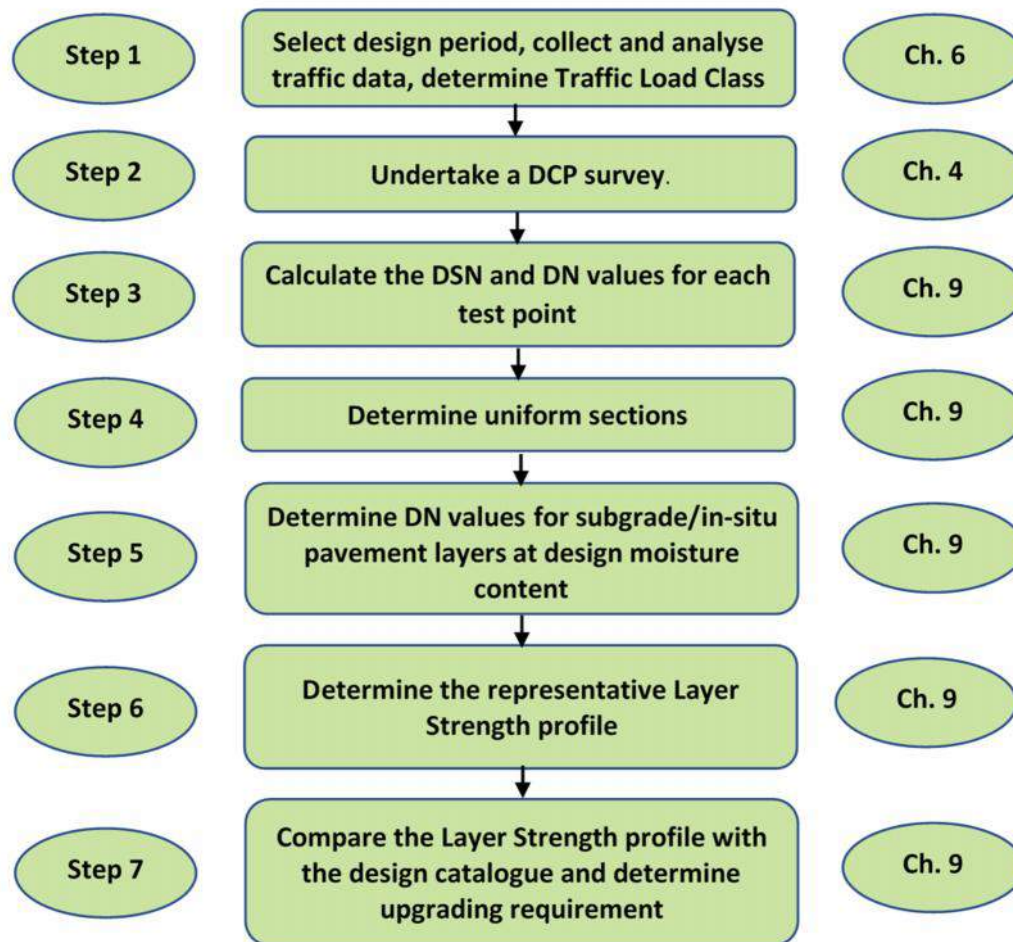 Step 1
Select design period, collect and analyse
traffic data, determine Traffic Load Class
Ch. 6
Step 2
Undertake a DCP survey.
Ch. 4
Step 3
Calculate the DSN and DN values for each
test point
Ch. 9
Step 4
Determine uniform sections
Ch. 9
Step 5
Determine DN values for subgrade/in-situ
pavement layers at design moisture
content
Ch. 9
Step 6
Determine the representative Layer
Strength profile
Ch. 9
Step 7
Compare the Layer Strength profile with
the design catalogue and determine
upgrading requirement
Ch. 9